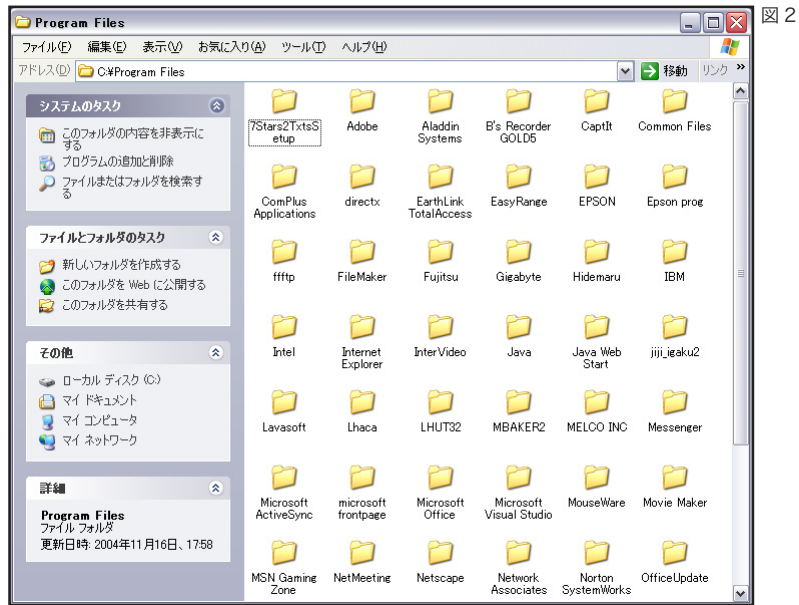 Program Files
図２
ファイル(F) 編集(E) 表示(V) お気に入り(A) ツール(T) ヘルプ(H)
アドレス(D) C:¥Program Files 移動 リンク »
システムのタスク
このフォルダの内容を非表示に
する
プログラムの追加と削除
ファイルまたはフォルダを検索す
る
ファイルとフォルダのタスク
新しいフォルダを作成する
このフォルダを Web に公開する
このフォルダを共有する
その他
ローカル ディスク (C:)
マイ ドキュメント
マイ コンピュータ
マイ ネットワーク
詳細
Program Files
ファイル フォルダ
更新日時: 2004年11月16日、17:58
7Stars2TxtsS
etup
Adobe
Aladdin
Systems
B's Recorder
GOLD5
CaptIt
Common Files
ComPlus
Applications
directx
EarthLink
TotalAccess
EasyRange
EPSON
Epson prog
ffftp
FileMaker
Fujitsu
Gigabyte
Hidemaru
IBM
Intel
Internet
Explorer
InterVideo
Java
Java Web
Start
jiji_igaku2
Lavasoft
Lhaca
LHUT32
MBAKER2
MELCO INC
Messenger
Microsoft
ActiveSync
microsoft
frontpage
Microsoft
Office
Microsoft
Visual Studio
MouseWare
Movie Maker
MSN Gaming
Zone
NetMeeting
Netscape
Network
Associates
Norton
SystemWorks
OfficeUpdate